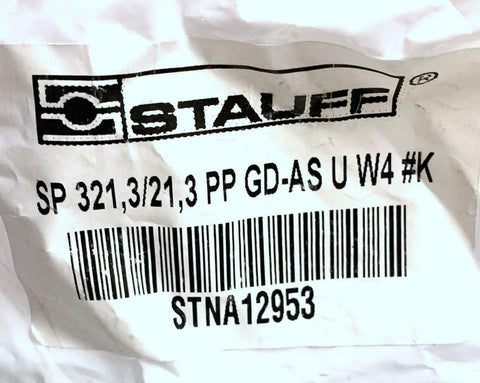 STAUFF ®
SP 321,3/21,3 PP GD-AS U W4 #K
STNA12953